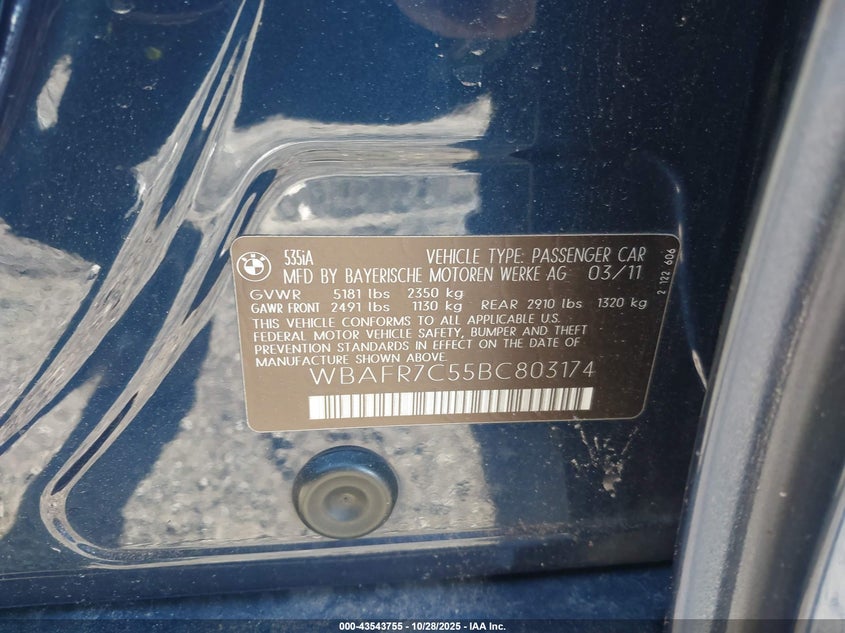 535iA VEHICLE TYPE: PASSENGER CAR
MFD BY BAYERISCHE MOTOREN WERKE AG 03/11
GVWR 5181 lbs 2350 kg
GAWR FRONT 2491 lbs 1130 kg REAR 2910 lbs 1320 kg
THIS VEHICLE CONFORMS TO ALL APPLICABLE U.S.
FEDERAL MOTOR VEHICLE SAFETY, BUMPER AND THEFT
PREVENTION STANDARDS IN EFFECT ON THE DATE OF
MANUFACTURE SHOWN ABOVE.
WBAFR7C55BC803174
2 122 606
000-43543755 | 10/28/2025 | IAA Inc.